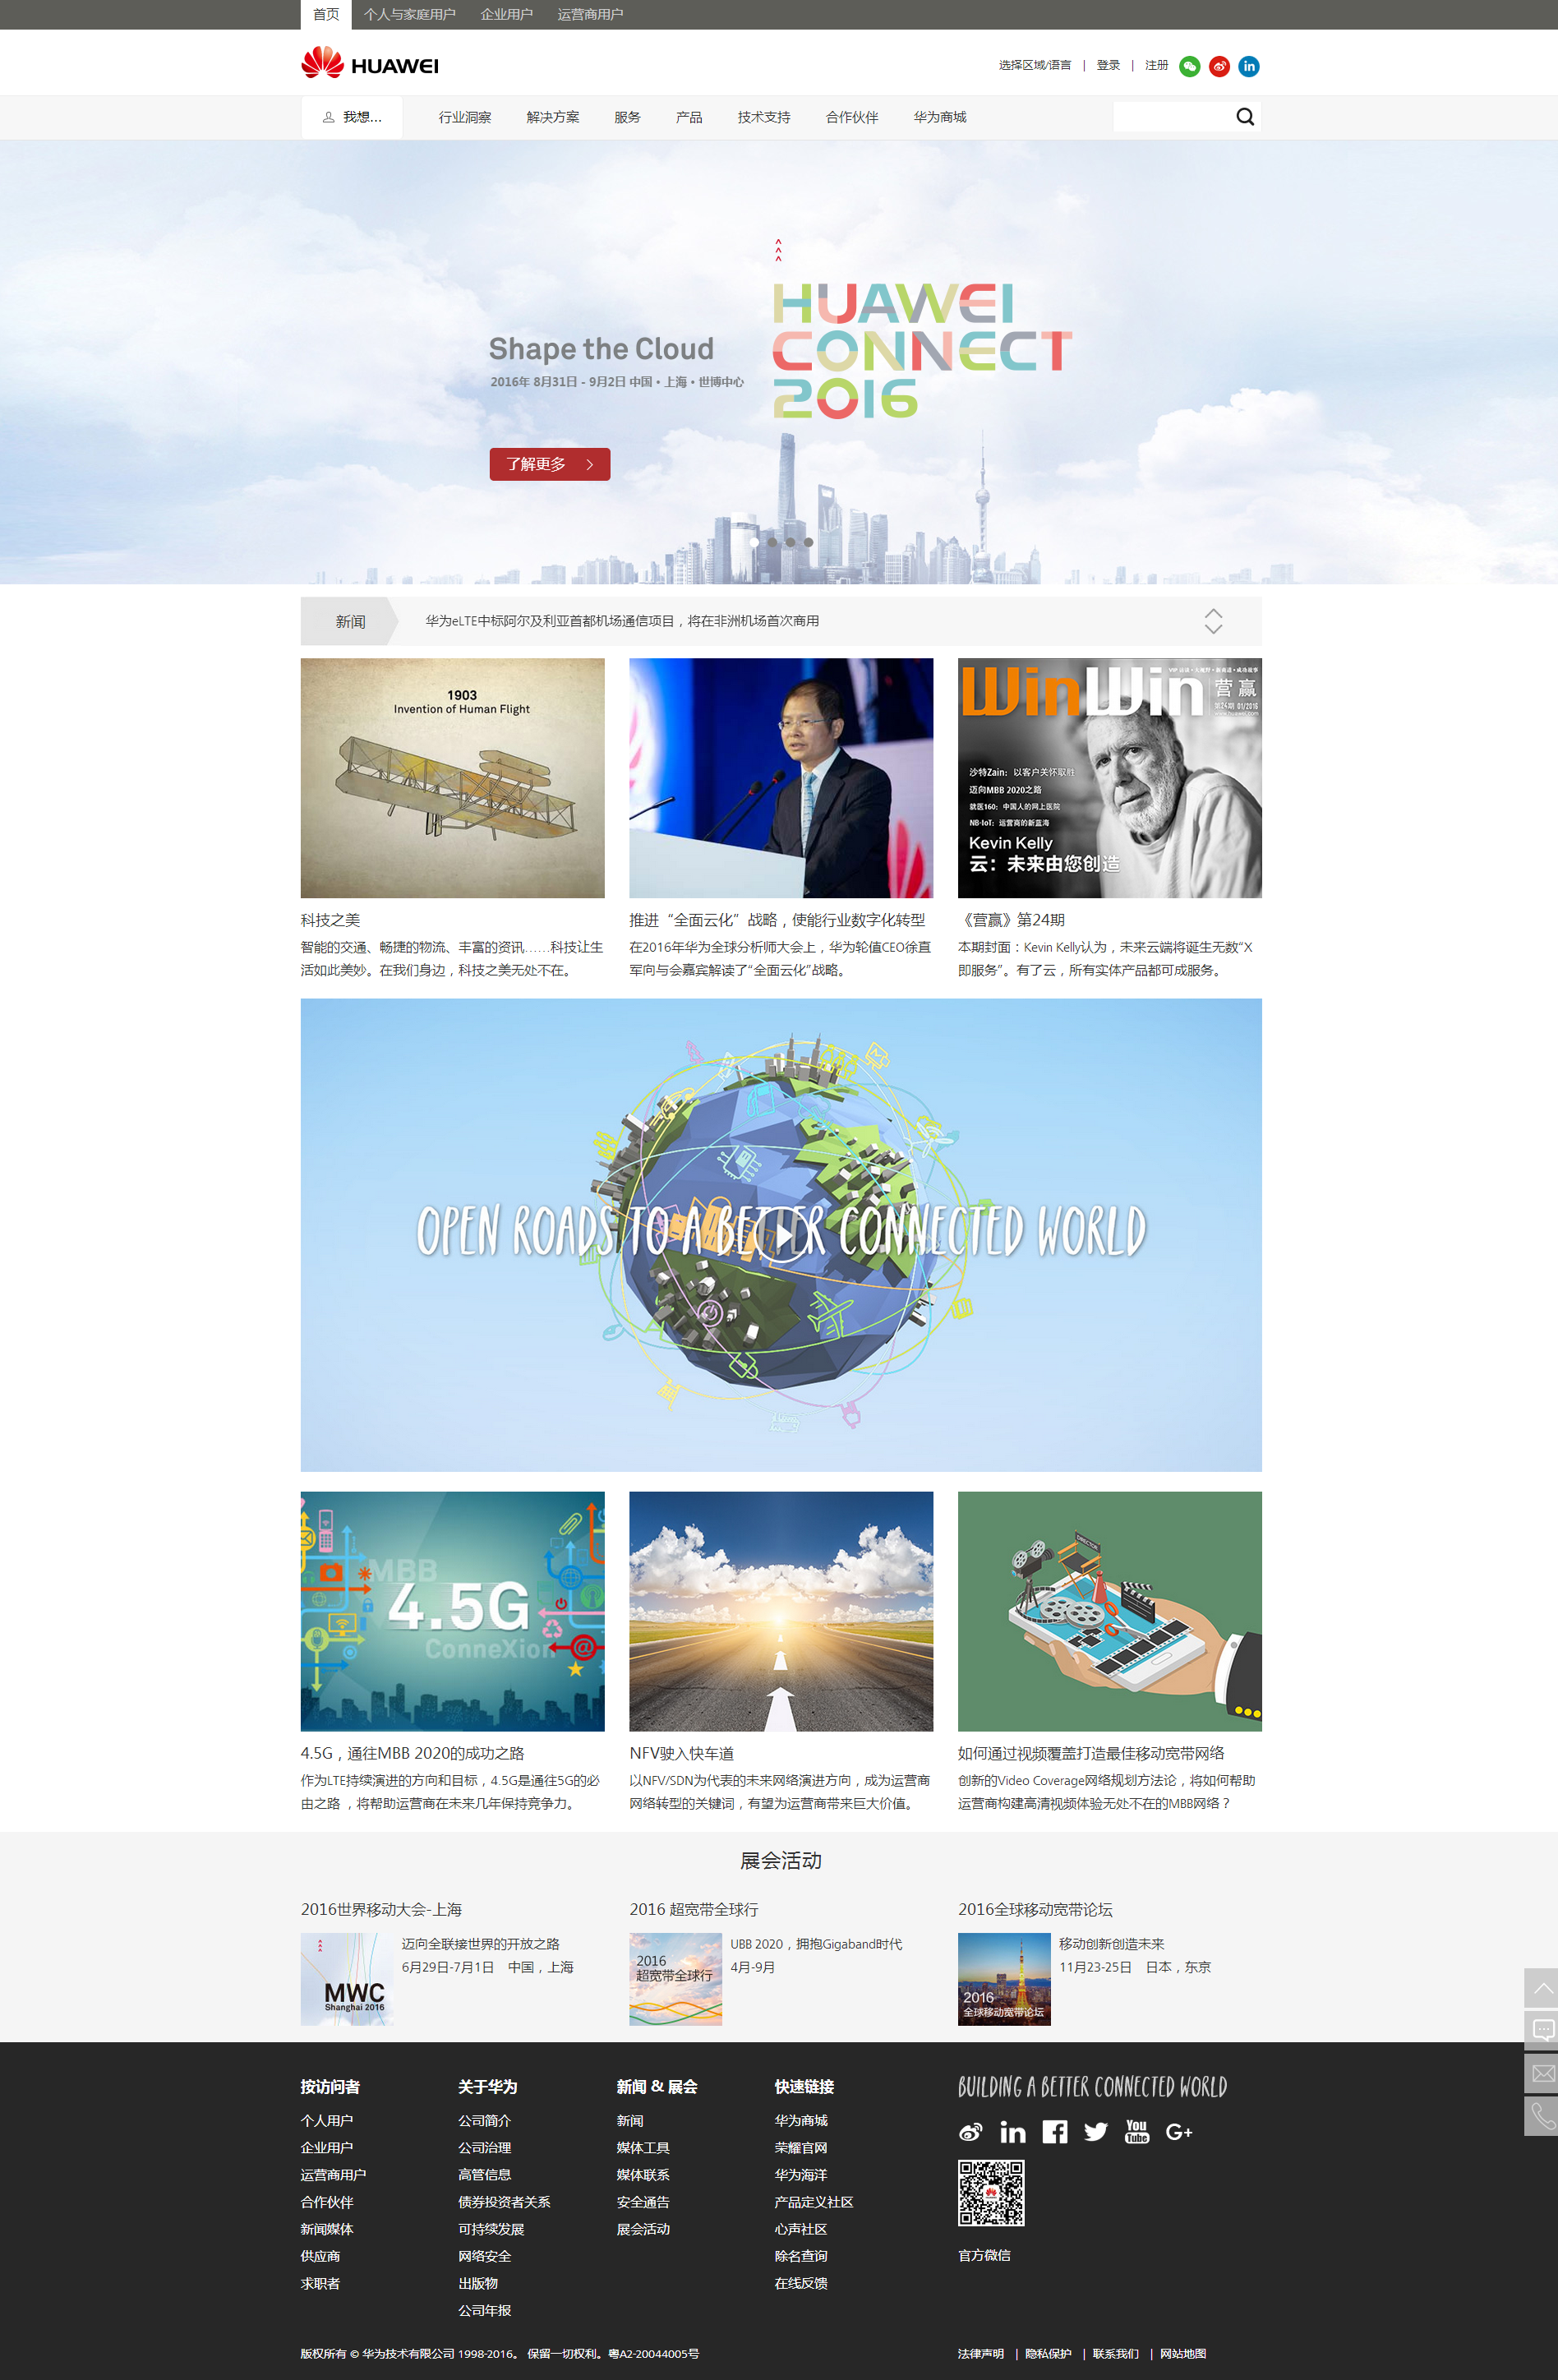 首页 个人与家庭用户 企业用户 运营商用户
HUAWEI
选择区域/语言 | 登录 | 注册
我想... 行业洞察 解决方案 服务 产品 技术支持 合作伙伴 华为商城
HUAWEI
CONNECT
2016
Shape the Cloud
2016年 8月31日 - 9月2日 中国 • 上海 • 世博中心
了解更多
新闻 华为eLTE中标阿尔及利亚首都机场通信项目，将在非洲机场首次商用
1903
Invention of Human Flight
WinWin 营赢
VIP访谈 • 大视野 • 新商道 • 成功故事
第24期 01/2016
www.huawei.com
沙特Zain：以客户关怀取胜
迈向MBB 2020之路
就医160：中国人的网上医院
NB-IoT：运营商的新蓝海
Kevin Kelly
云：未来由您创造
科技之美
智能的交通、畅捷的物流、丰富的资讯……科技让生
活如此美妙。在我们身边，科技之美无处不在。
推进“全面云化”战略，使能行业数字化转型
在2016年华为全球分析师大会上，华为轮值CEO徐直
军向与会嘉宾解读了“全面云化”战略。
《营赢》第24期
本期封面：Kevin Kelly认为，未来云端将诞生无数“X
即服务”。有了云，所有实体产品都可成服务。
OPEN ROADS TO A BETTER CONNECTED WORLD
MBB
4.5G
ConneXion
DIRECTOR
4.5G，通往MBB 2020的成功之路
作为LTE持续演进的方向和目标，4.5G是通往5G的必
由之路 ，将帮助运营商在未来几年保持竞争力。
NFV驶入快车道
以NFV/SDN为代表的未来网络演进方向，成为运营商
网络转型的关键词，有望为运营商带来巨大价值。
如何通过视频覆盖打造最佳移动宽带网络
创新的Video Coverage网络规划方法论，将如何帮助
运营商构建高清视频体验无处不在的MBB网络？
展会活动
2016世界移动大会-上海
MWC
Shanghai 2016
迈向全联接世界的开放之路
6月29日-7月1日 中国，上海
2016 超宽带全球行
2016
超宽带全球行
UBB 2020，拥抱Gigaband时代
4月-9月
2016全球移动宽带论坛
2016
全球移动宽带论坛
移动创新创造未来
11月23-25日 日本，东京
按访问者
个人用户
企业用户
运营商用户
合作伙伴
新闻媒体
供应商
求职者
关于华为
公司简介
公司治理
高管信息
债券投资者关系
可持续发展
网络安全
出版物
公司年报
新闻 & 展会
新闻
媒体工具
媒体联系
安全通告
展会活动
快速链接
华为商城
荣耀官网
华为海洋
产品定义社区
心声社区
除名查询
在线反馈
BUILDING A BETTER CONNECTED WORLD
in You Tube G+
官方微信
版权所有 © 华为技术有限公司 1998-2016。 保留一切权利。粤A2-20044005号
法律声明 | 隐私保护 | 联系我们 | 网站地图